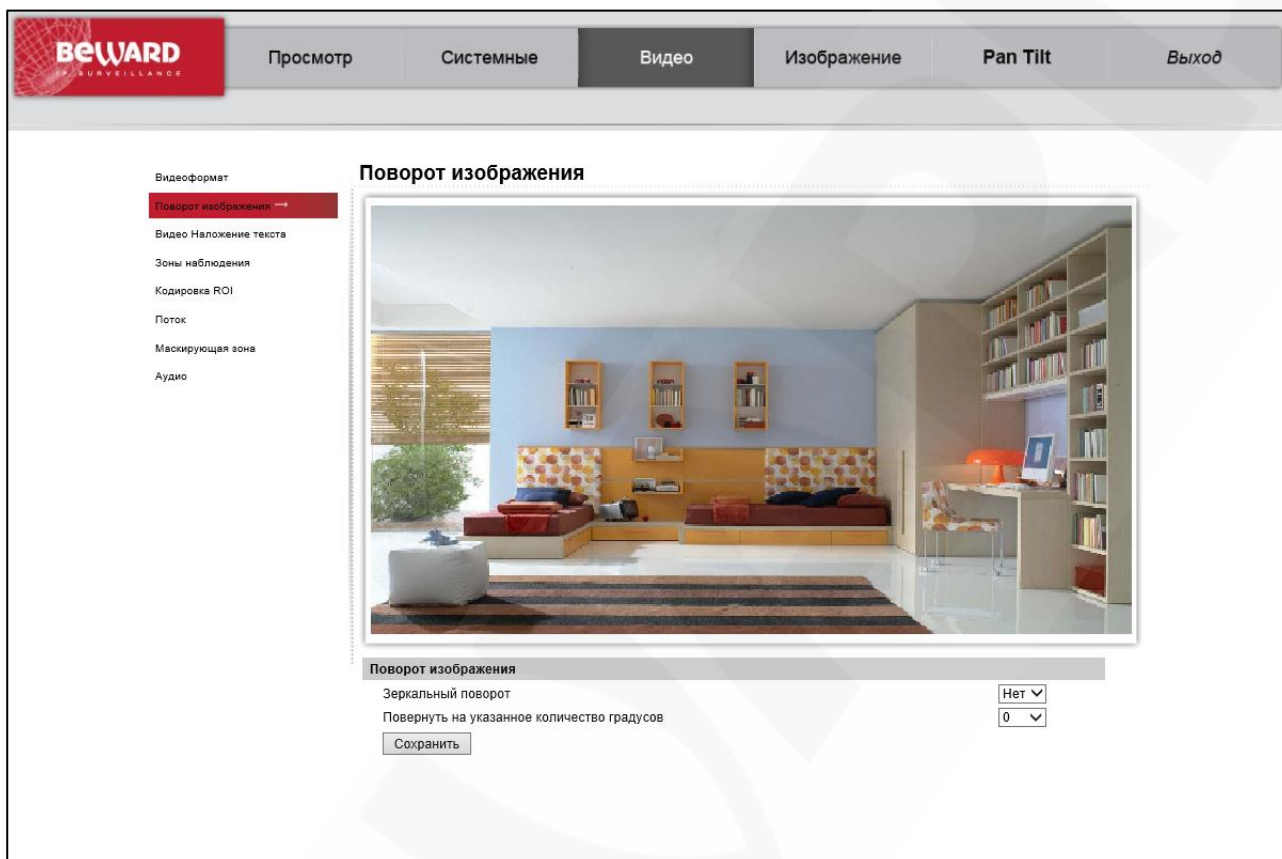 BEWARD
IP SURVEILLANCE
Просмотр
Системные
Видео
Изображение
Pan Tilt
Выход
Видеоформат
Поворот изображения →
Видео Наложение текста
Зоны наблюдения
Кодировка ROI
Поток
Маскирующая зона
Аудио
Поворот изображения
Поворот изображения
Зеркальный поворот Нет
Повернуть на указанное количество градусов 0
Сохранить